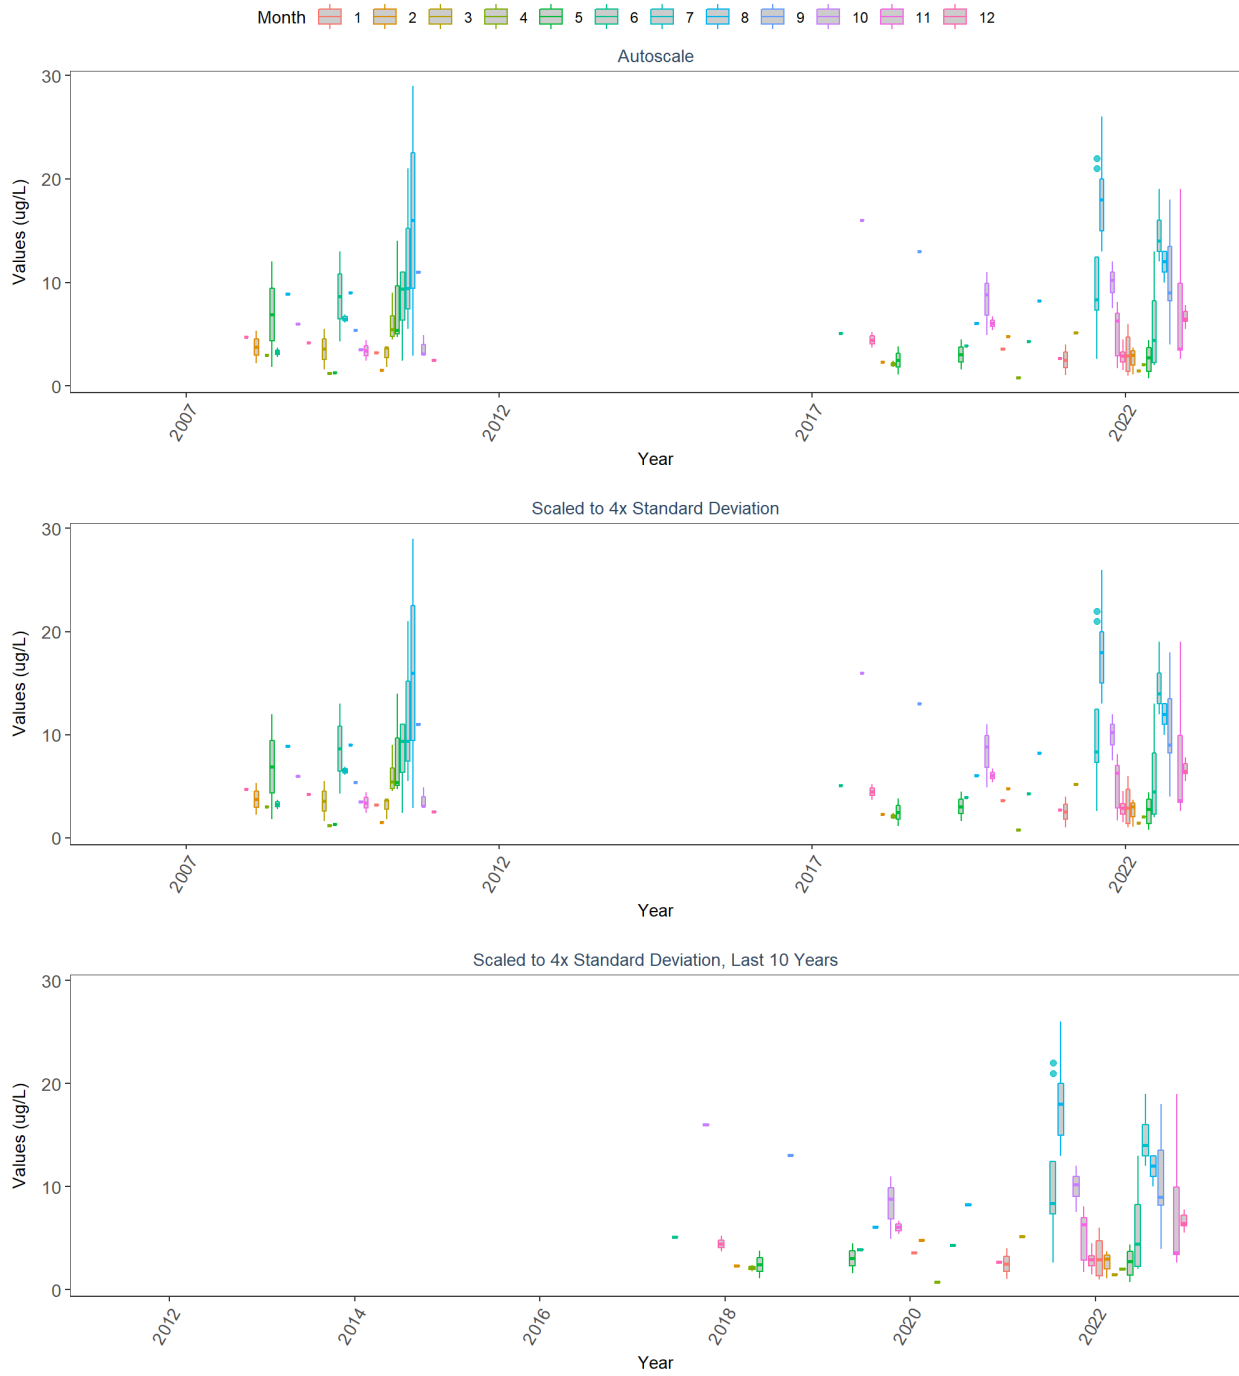 Month 1 2 3 4 5 6 7 8 9 10 11 12
Autoscale
30
20
10
0
Values (ug/L)
2007 2012 2017 2022
Year
Scaled to 4x Standard Deviation
30
20
10
0
Values (ug/L)
2007 2012 2017 2022
Year
Scaled to 4x Standard Deviation, Last 10 Years
30
20
10
0
Values (ug/L)
2012 2014 2016 2018 2020 2022
Year